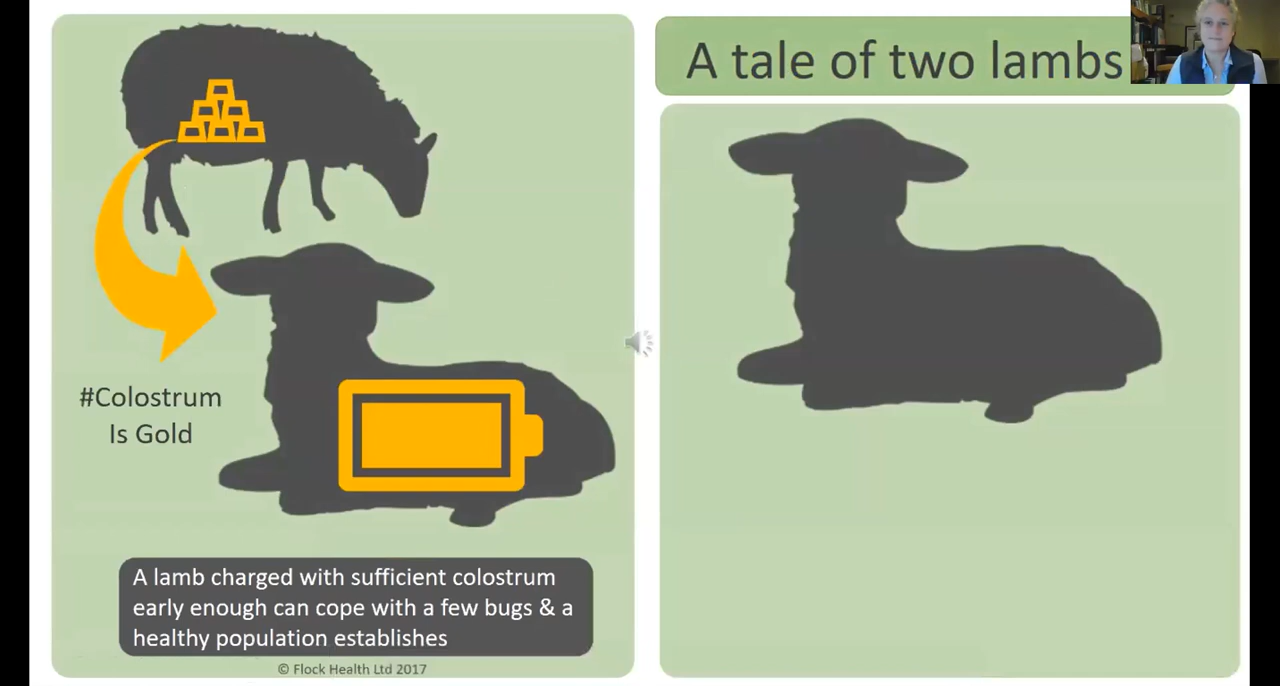 A tale of two lambs
#Colostrum
Is Gold
A lamb charged with sufficient colostrum
early enough can cope with a few bugs & a
healthy population establishes
© Flock Health Ltd 2017